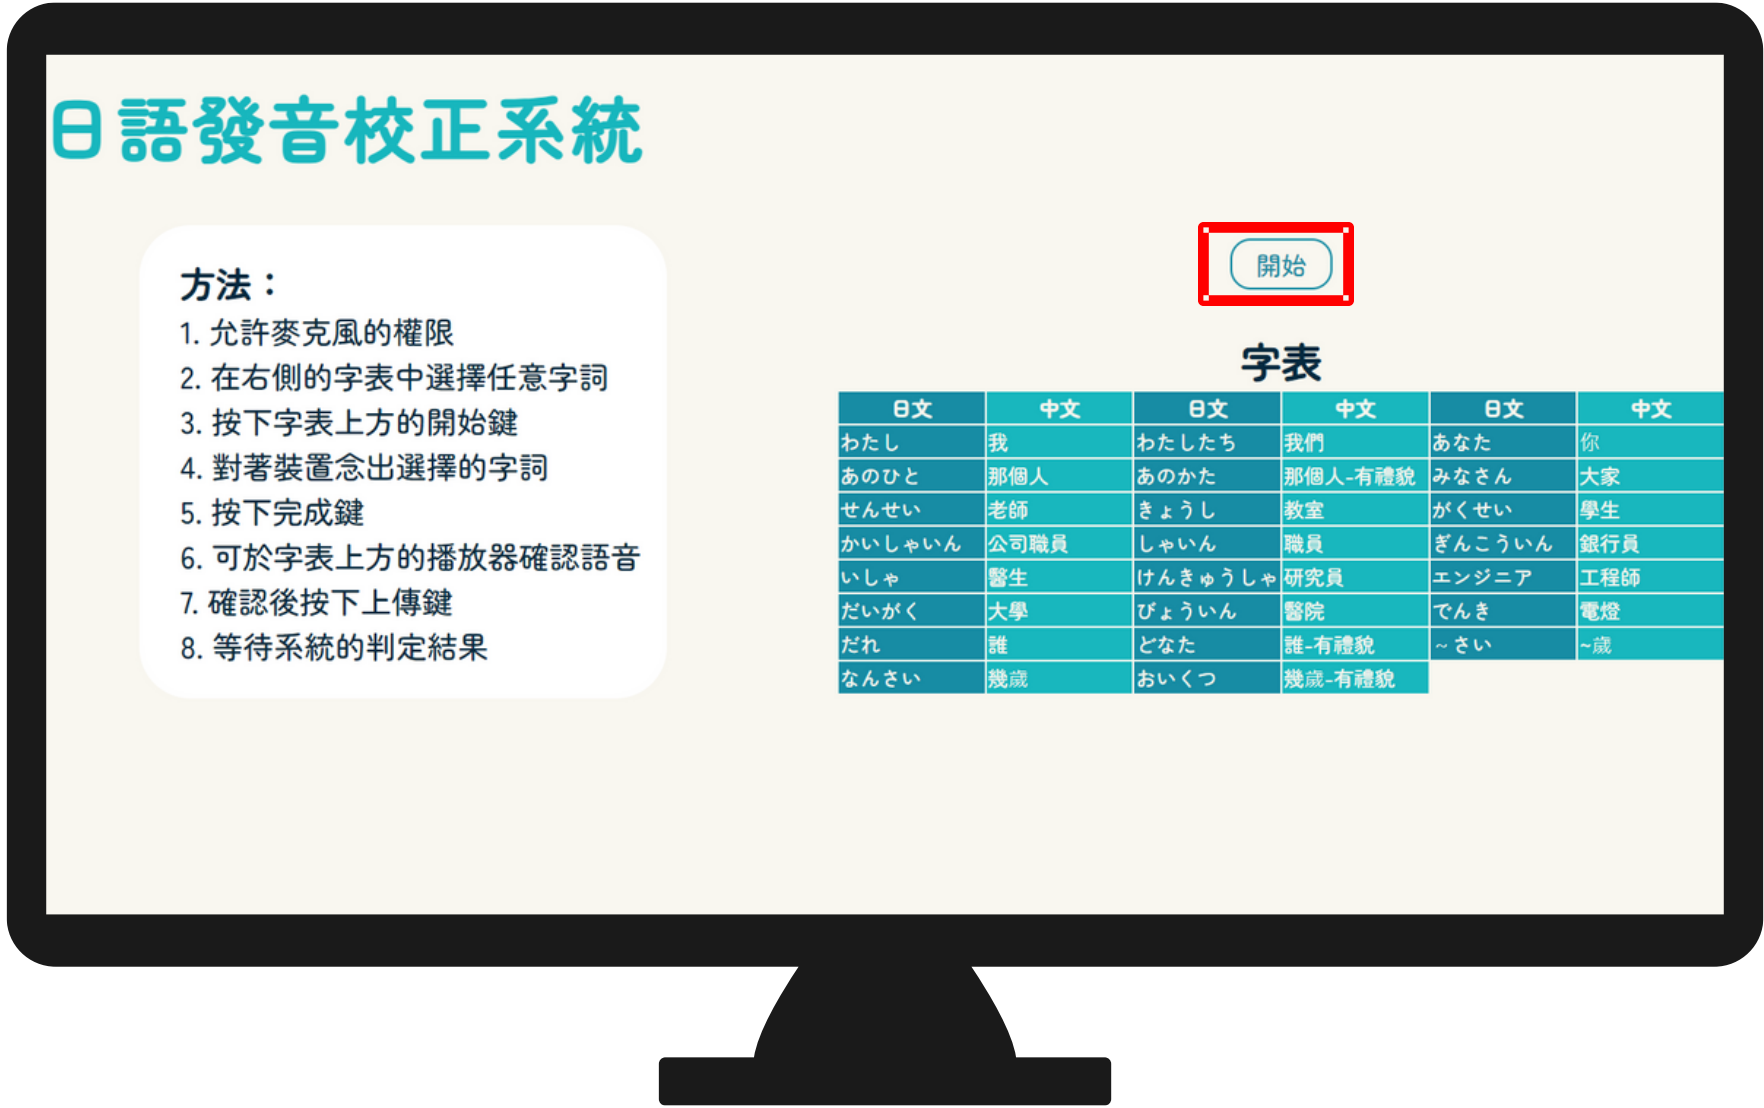 日語發音校正系統
方法：
1. 允許麥克風的權限
2. 在右側的字表中選擇任意字詞
3. 按下字表上方的開始鍵
4. 對著裝置念出選擇的字詞
5. 按下完成鍵
6. 可於字表上方的播放器確認語音
7. 確認後按下上傳鍵
8. 等待系統的判定結果
開始
字表
日文 中文 日文 中文 日文 中文
わたし 我 わたしたち 我們 あなた 你
あのひと 那個人 あのかた 那個人-有禮貌 みなさん 大家
せんせい 老師 きょうし 教室 がくせい 學生
かいしゃいん 公司職員 しゃいん 職員 ぎんこういん 銀行員
いしゃ 醫生 けんきゅうしゃ 研究員 エンジニア 工程師
だいがく 大學 びょういん 醫院 でんき 電燈
だれ 誰 どなた 誰-有禮貌 ~さい ~歲
なんさい 幾歲 おいくつ 幾歲-有禮貌